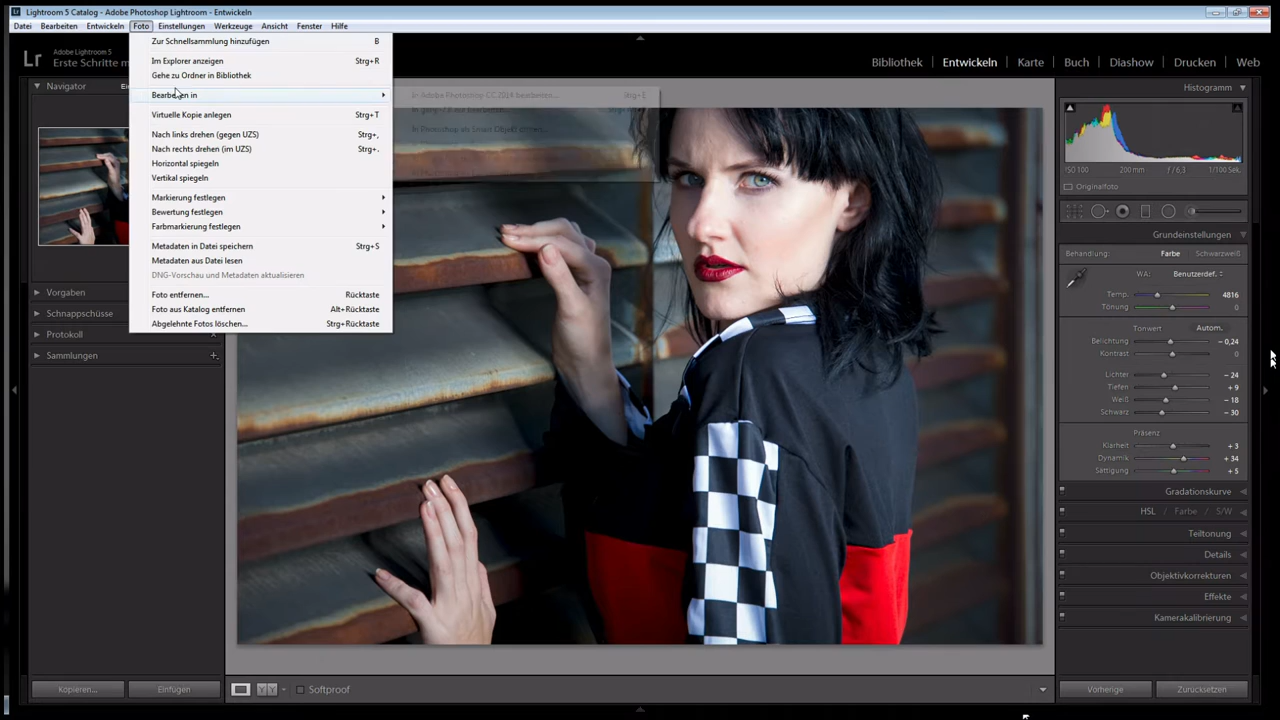 Lightroom 5 Catalog - Adobe Photoshop Lightroom - Entwickeln
Datei Bearbeiten Entwickeln Foto Einstellungen Werkzeuge Ansicht Fenster Hilfe
Lr Adobe Lightroom 5
Erste Schritte m
Bibliothek Entwickeln Karte Buch Diashow Drucken Web
Navigator
Vorgaben
Schnappschüsse
Protokoll
Sammlungen
Kopieren... Einfügen
Zur Schnellsammlung hinzufügen B
Im Explorer anzeigen Strg+R
Gehe zu Ordner in Bibliothek
Bearbeiten in
Virtuelle Kopie anlegen Strg+T
Nach links drehen (gegen UZS) Strg+,
Nach rechts drehen (im UZS) Strg+.
Horizontal spiegeln
Vertikal spiegeln
Markierung festlegen
Bewertung festlegen
Farbmarkierung festlegen
Metadaten in Datei speichern Strg+S
Metadaten aus Datei lesen
DNG-Vorschau und Metadaten aktualisieren
Foto entfernen... Rücktaste
Foto aus Katalog entfernen Alt+Rücktaste
Abgelehnte Fotos löschen... Strg+Rücktaste
In Adobe Photoshop CC 2014 bearbeiten... Strg+E
Softproof
Histogramm
ISO 100 200 mm f / 6,3 1/100 Sek.
Originalfoto
Grundeinstellungen
Behandlung: Farbe Schwarzweiß
WA: Benutzerdef.
Temp. 4816
Tönung 0
Tonwert Autom.
Belichtung – 0,24
Kontrast 0
Lichter – 24
Tiefen + 9
Weiß – 18
Schwarz – 30
Präsenz
Klarheit + 3
Dynamik + 34
Sättigung + 5
Gradationskurve
HSL / Farbe / S/W
Teiltonung
Details
Objektivkorrekturen
Effekte
Kamerakalibrierung
Vorherige Zurücksetzen